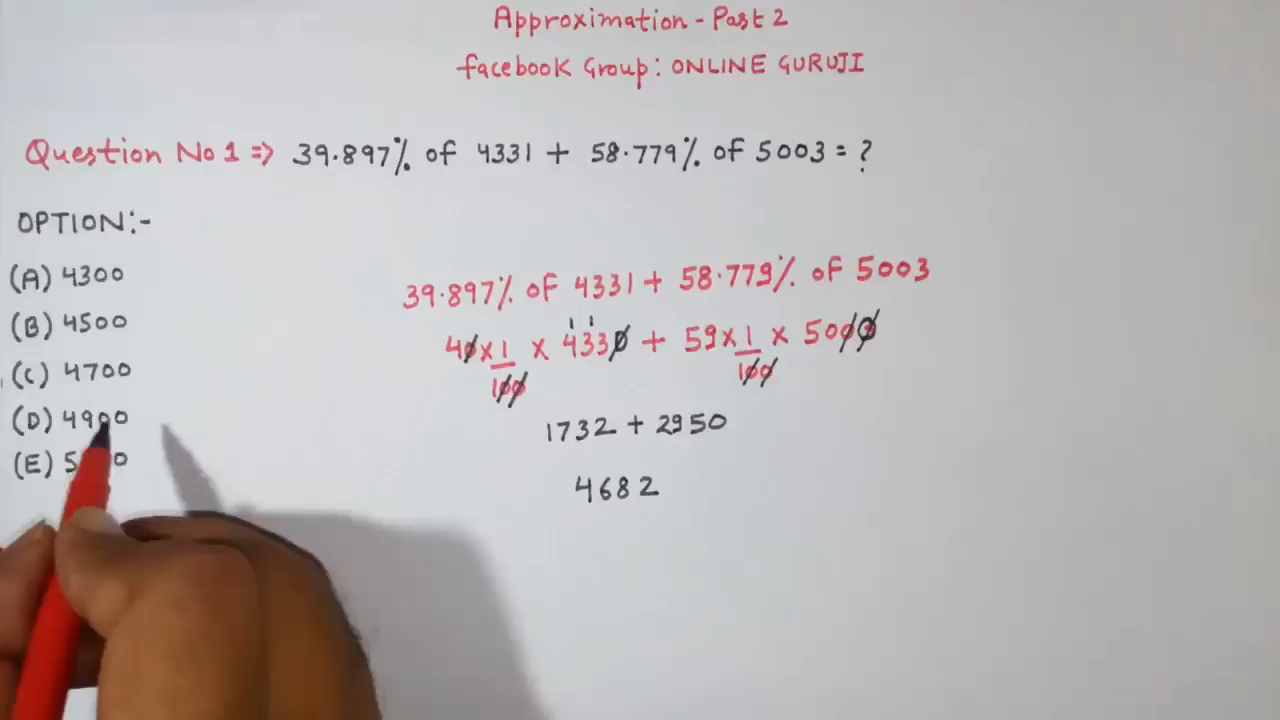 Approximation - Part 2
facebook Group: ONLINE GURUJI
Question No 1 => 39.897% of 4331 + 58.779% of 5003 = ?
OPTION:-
(A) 4300
(B) 4500
(C) 4700
(D) 4900
(E)
39.897% of 4331 + 58.779% of 5003
40 × 1/100 × 4330 + 59 × 1/100 × 5000
1732 + 2950
4682